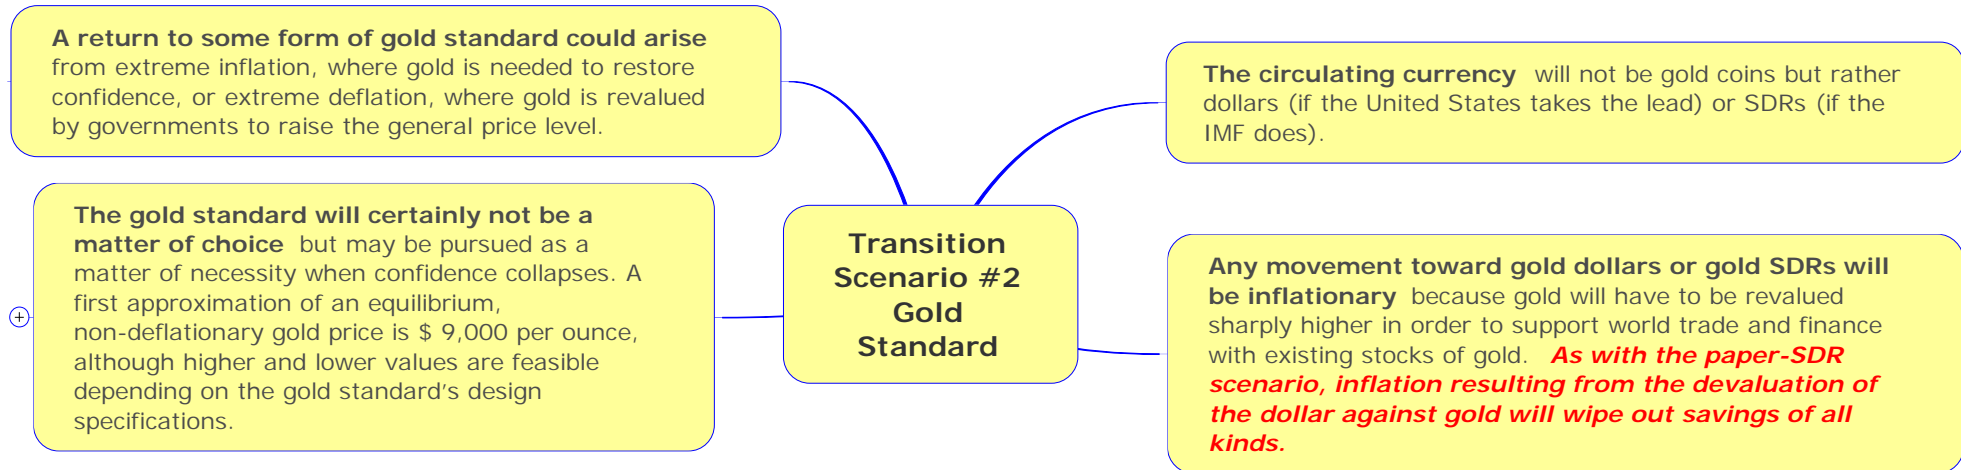 A return to some form of gold standard could arise
from extreme inflation, where gold is needed to restore
confidence, or extreme deflation, where gold is revalued
by governments to raise the general price level.
The circulating currency will not be gold coins but rather
dollars (if the United States takes the lead) or SDRs (if the
IMF does).
The gold standard will certainly not be a
matter of choice but may be pursued as a
matter of necessity when confidence collapses. A
first approximation of an equilibrium,
non-deflationary gold price is $ 9,000 per ounce,
although higher and lower values are feasible
depending on the gold standard's design
specifications.
Transition
Scenario #2
Gold
Standard
Any movement toward gold dollars or gold SDRs will
be inflationary because gold will have to be revalued
sharply higher in order to support world trade and finance
with existing stocks of gold. As with the paper-SDR
scenario, inflation resulting from the devaluation of
the dollar against gold will wipe out savings of all
kinds.